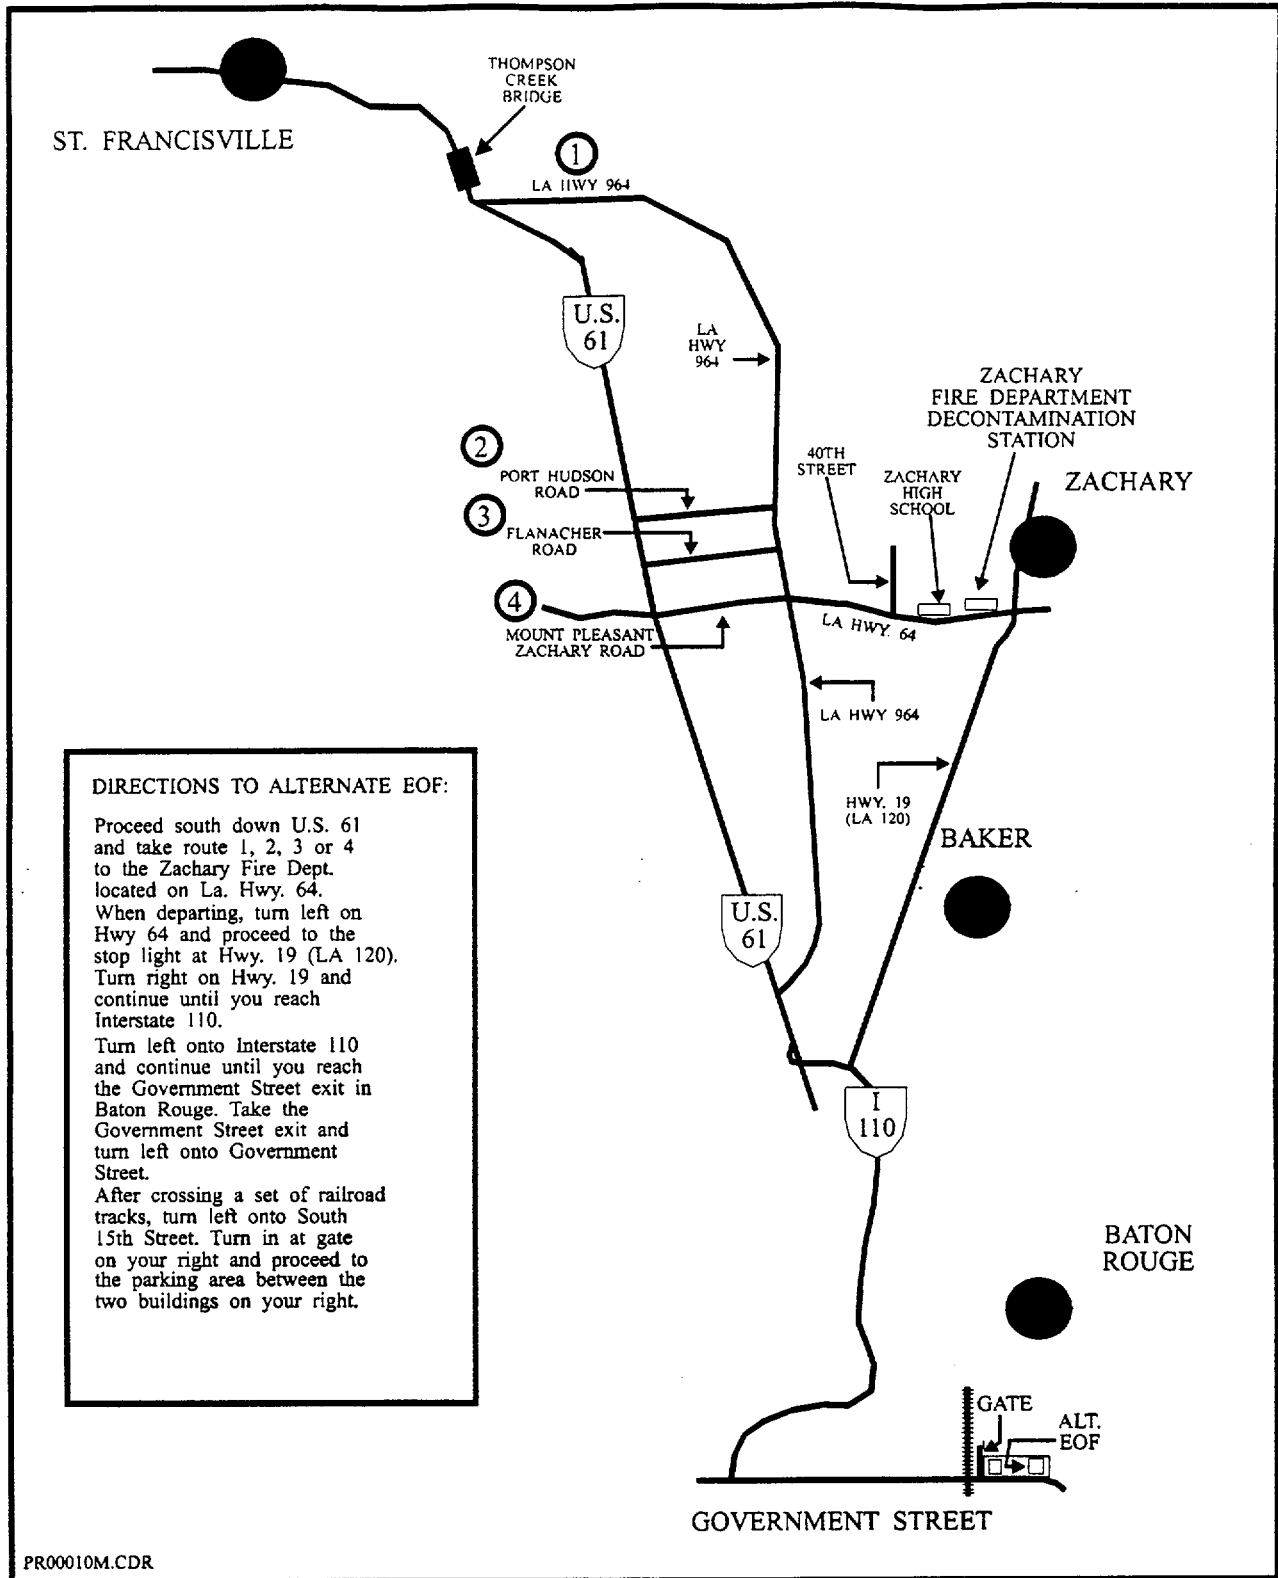 THOMPSON
CREEK
BRIDGE
ST. FRANCISVILLE
1
LA HWY 964
U.S.
61
LA
HWY
964
ZACHARY
FIRE DEPARTMENT
DECONTAMINATION
STATION
2
PORT HUDSON
ROAD
40TH
STREET
ZACHARY
HIGH
SCHOOL
ZACHARY
3
FLANACHER
ROAD
4
MOUNT PLEASANT
ZACHARY ROAD
LA HWY. 64
LA HWY 964
HWY. 19
(LA 120)
BAKER
DIRECTIONS TO ALTERNATE EOF:
Proceed south down U.S. 61
and take route 1, 2, 3 or 4
to the Zachary Fire Dept.
located on La. Hwy. 64.
When departing, turn left on
Hwy 64 and proceed to the
stop light at Hwy. 19 (LA 120).
Turn right on Hwy. 19 and
continue until you reach
Interstate 110.
Turn left onto Interstate 110
and continue until you reach
the Government Street exit in
Baton Rouge. Take the
Government Street exit and
turn left onto Government
Street.
After crossing a set of railroad
tracks, turn left onto South
15th Street. Turn in at gate
on your right and proceed to
the parking area between the
two buildings on your right.
U.S.
61
I
110
BATON
ROUGE
GATE
ALT.
EOF
GOVERNMENT STREET
PR00010M.CDR